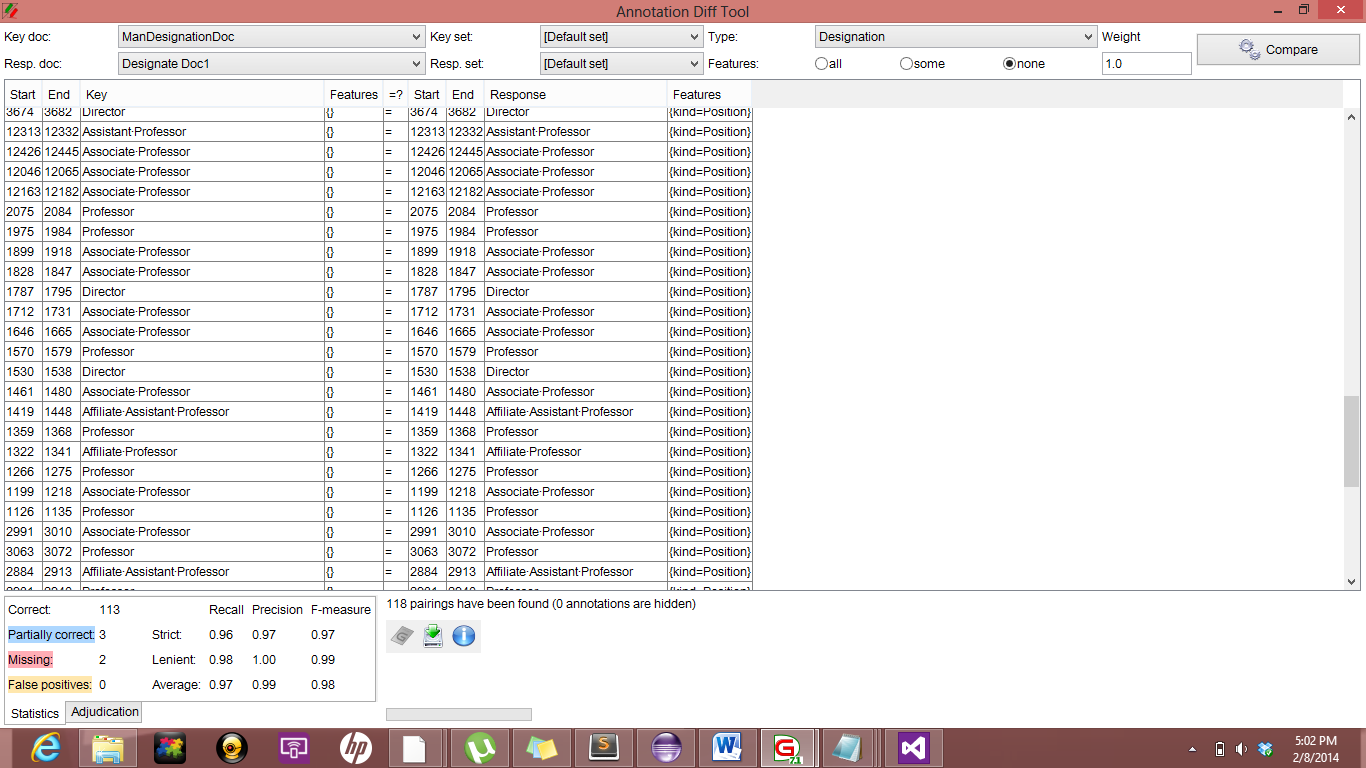 Annotation Diff Tool
Key doc: ManDesignationDoc Key set: [Default set] Type: Designation Weight
Resp. doc: Designate Doc1 Resp. set: [Default set] Features: all some none 1.0 Compare
Start End Key Features =? Start End Response Features
3674 3682 Director {} = 3674 3682 Director {kind=Position}
12313 12332 Assistant·Professor {} = 12313 12332 Assistant·Professor {kind=Position}
12426 12445 Associate·Professor {} = 12426 12445 Associate·Professor {kind=Position}
12046 12065 Associate·Professor {} = 12046 12065 Associate·Professor {kind=Position}
12163 12182 Associate·Professor {} = 12163 12182 Associate·Professor {kind=Position}
2075 2084 Professor {} = 2075 2084 Professor {kind=Position}
1975 1984 Professor {} = 1975 1984 Professor {kind=Position}
1899 1918 Associate·Professor {} = 1899 1918 Associate·Professor {kind=Position}
1828 1847 Associate·Professor {} = 1828 1847 Associate·Professor {kind=Position}
1787 1795 Director {} = 1787 1795 Director {kind=Position}
1712 1731 Associate·Professor {} = 1712 1731 Associate·Professor {kind=Position}
1646 1665 Associate·Professor {} = 1646 1665 Associate·Professor {kind=Position}
1570 1579 Professor {} = 1570 1579 Professor {kind=Position}
1530 1538 Director {} = 1530 1538 Director {kind=Position}
1461 1480 Associate·Professor {} = 1461 1480 Associate·Professor {kind=Position}
1419 1448 Affiliate·Assistant·Professor {} = 1419 1448 Affiliate·Assistant·Professor {kind=Position}
1359 1368 Professor {} = 1359 1368 Professor {kind=Position}
1322 1341 Affiliate·Professor {} = 1322 1341 Affiliate·Professor {kind=Position}
1266 1275 Professor {} = 1266 1275 Professor {kind=Position}
1199 1218 Associate·Professor {} = 1199 1218 Associate·Professor {kind=Position}
1126 1135 Professor {} = 1126 1135 Professor {kind=Position}
2991 3010 Associate·Professor {} = 2991 3010 Associate·Professor {kind=Position}
3063 3072 Professor {} = 3063 3072 Professor {kind=Position}
2884 2913 Affiliate·Assistant·Professor {} = 2884 2913 Affiliate·Assistant·Professor {kind=Position}
Correct: 113 Recall Precision F-measure 118 pairings have been found (0 annotations are hidden)
Partially correct: 3 Strict: 0.96 0.97 0.97
Missing: 2 Lenient: 0.98 1.00 0.99
False positives: 0 Average: 0.97 0.99 0.98
Statistics Adjudication
5:02 PM
2/8/2014